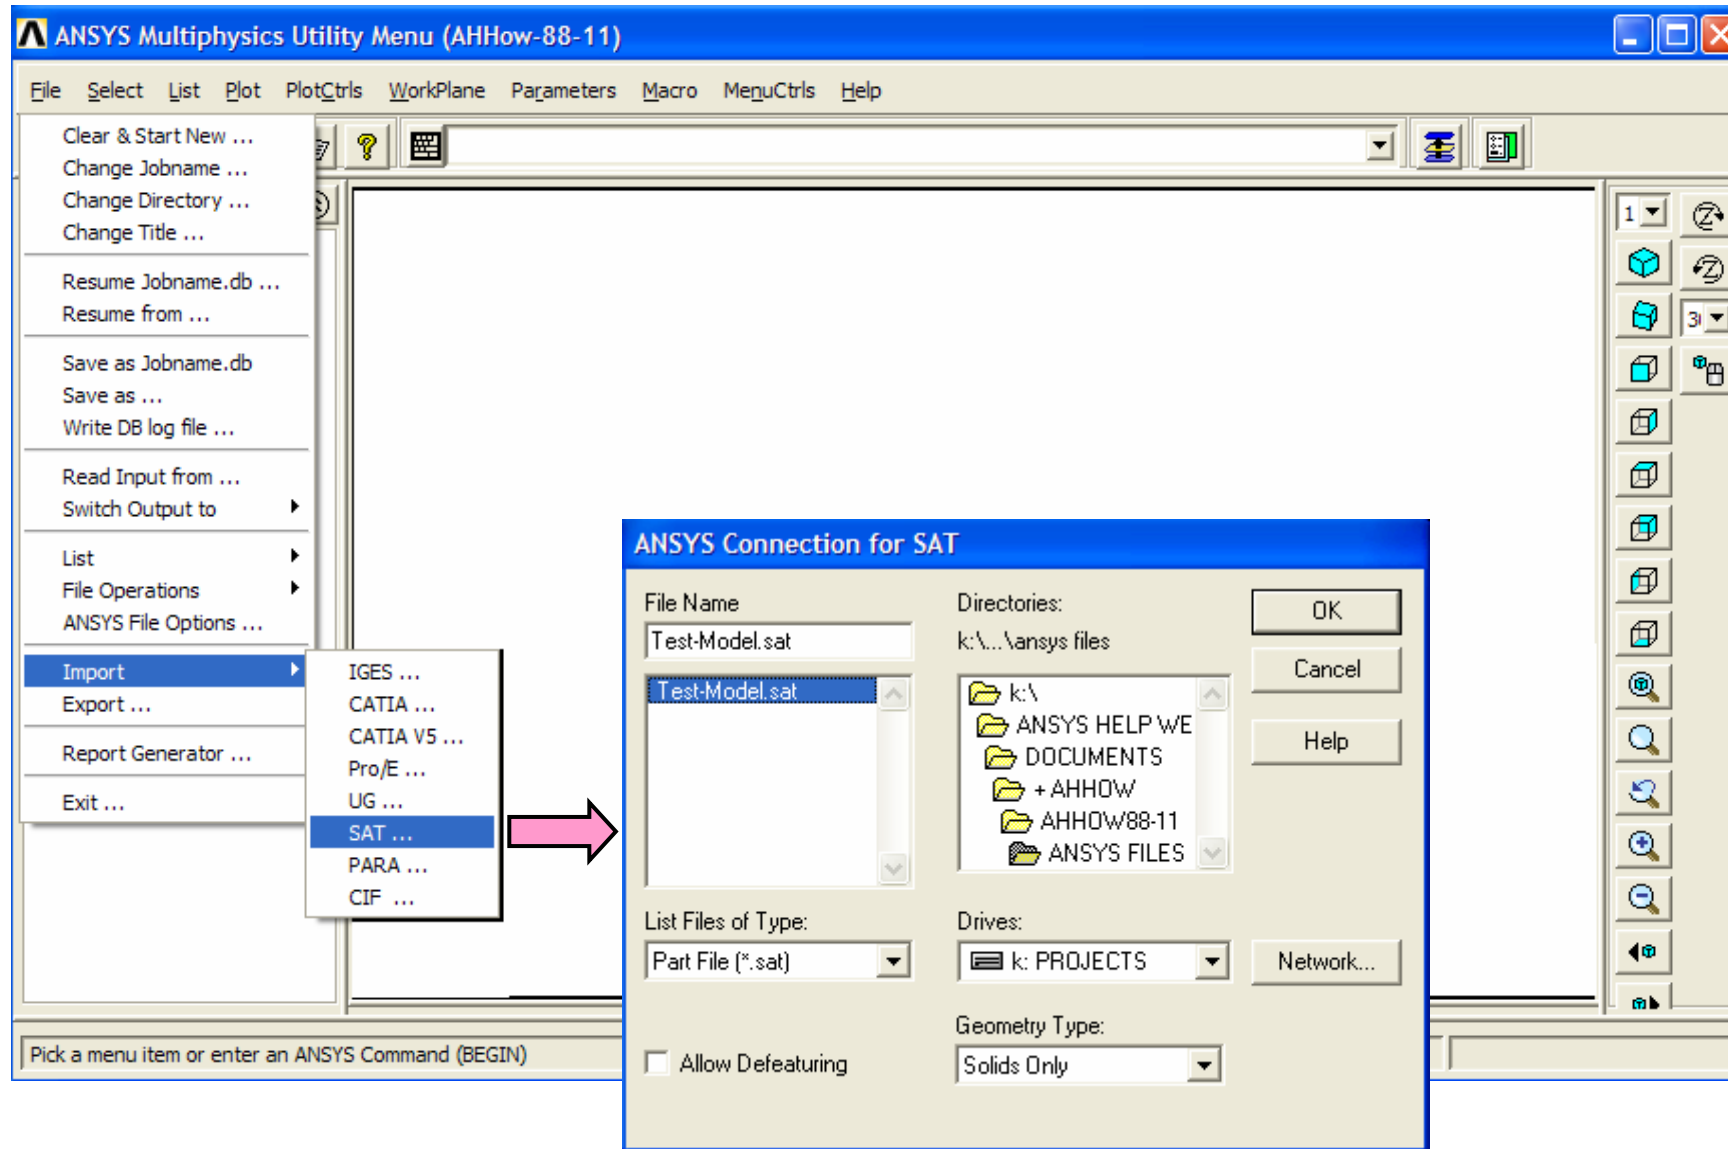 ANSYS Multiphysics Utility Menu (AHHow-88-11)
File Select List Plot PlotCtrls WorkPlane Parameters Macro MenuCtrls Help
Clear & Start New ...
Change Jobname ...
Change Directory ...
Change Title ...
Resume Jobname.db ...
Resume from ...
Save as Jobname.db
Save as ...
Write DB log file ...
Read Input from ...
Switch Output to
List
File Operations
ANSYS File Options ...
Import
Export ...
Report Generator ...
Exit ...
IGES ...
CATIA ...
CATIA V5 ...
Pro/E ...
UG ...
SAT ...
PARA ...
CIF ...
ANSYS Connection for SAT
File Name
Test-Model.sat
Test-Model.sat
List Files of Type:
Part File (*.sat)
Allow Defeaturing
Directories:
k:\...\ansys files
k:\
ANSYS HELP WE
DOCUMENTS
+ AHHOW
AHHOW88-11
ANSYS FILES
Drives:
k: PROJECTS
Geometry Type:
Solids Only
OK
Cancel
Help
Network...
1
Z
Z
Pick a menu item or enter an ANSYS Command (BEGIN)